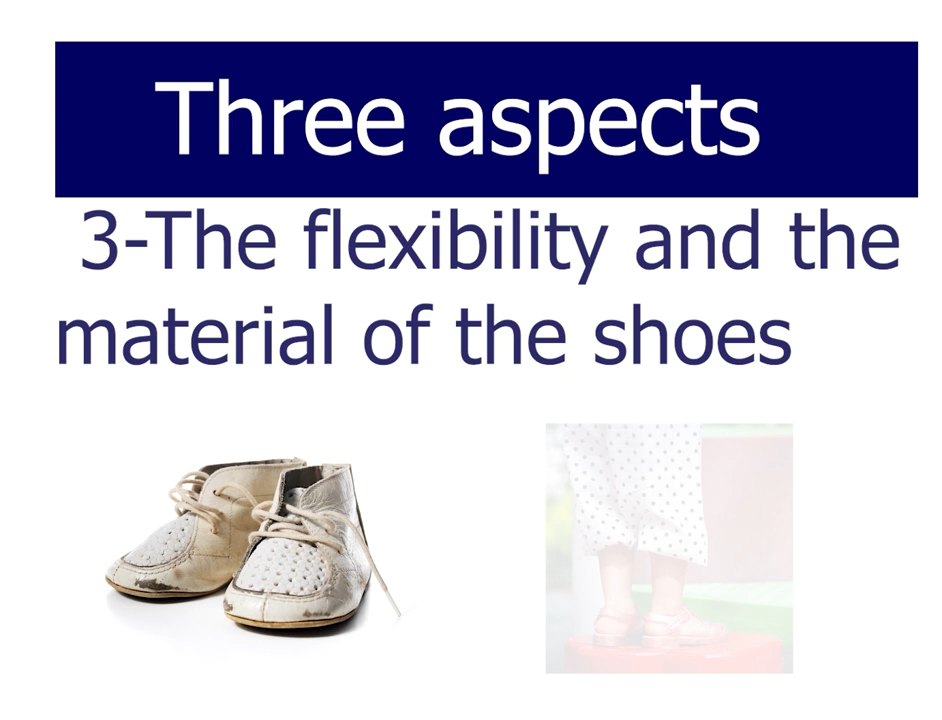 Three aspects
3-The flexibility and the
material of the shoes